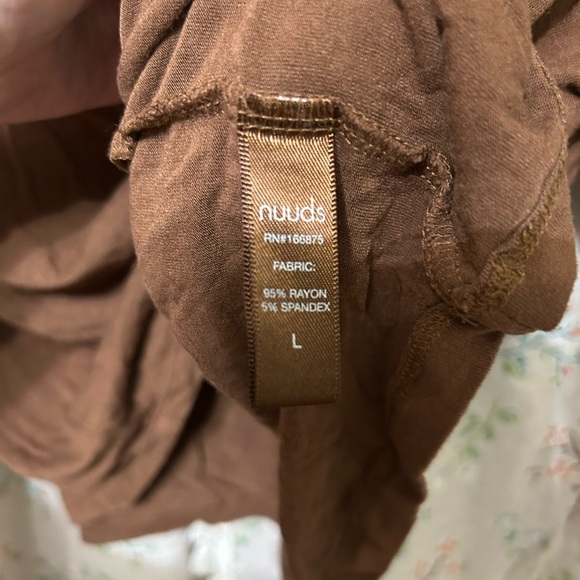 nuuds
RN#166875
FABRIC:
95% RAYON
5% SPANDEX
L